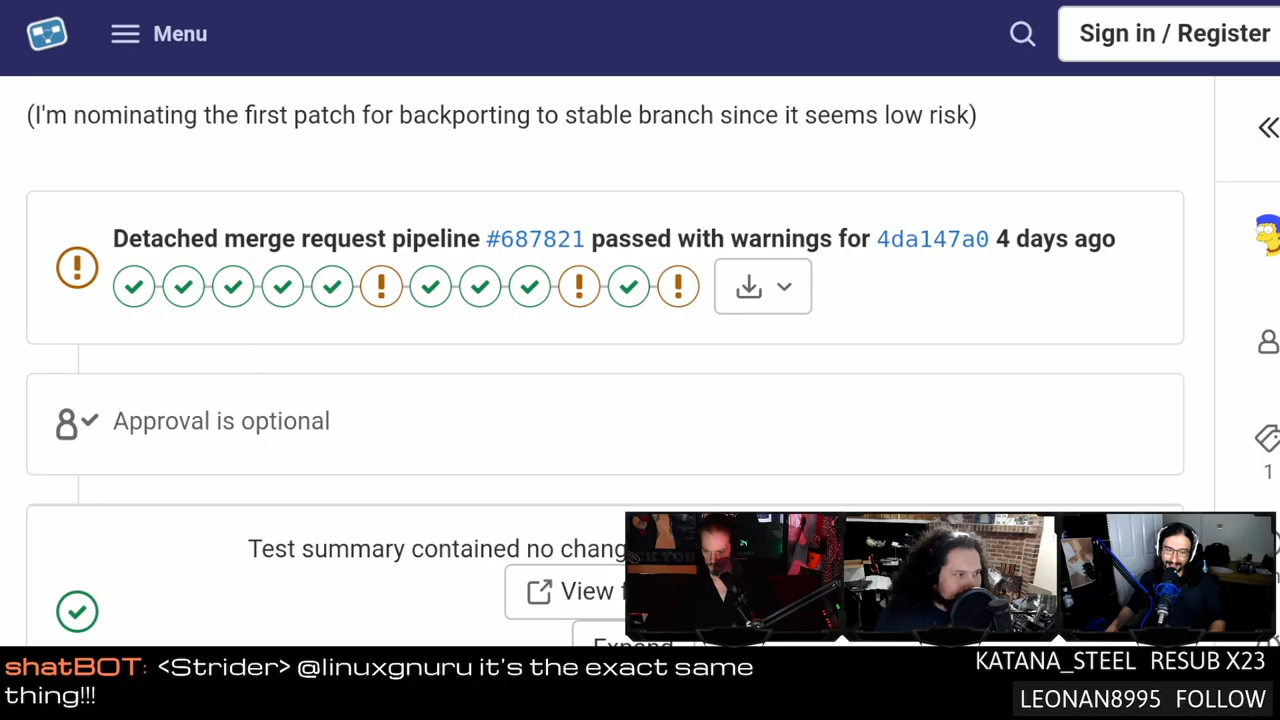 Menu
Sign in / Register
(I'm nominating the first patch for backporting to stable branch since it seems low risk)
Detached merge request pipeline #687821 passed with warnings for 4da147a0 4 days ago
Approval is optional
1
Test summary contained no chang
View
Expand
shatBOT: <Strider> @linuxgnuru it's the exact same
thing!!!
KATANA_STEEL RESUB X23
LEONAN8995 FOLLOW